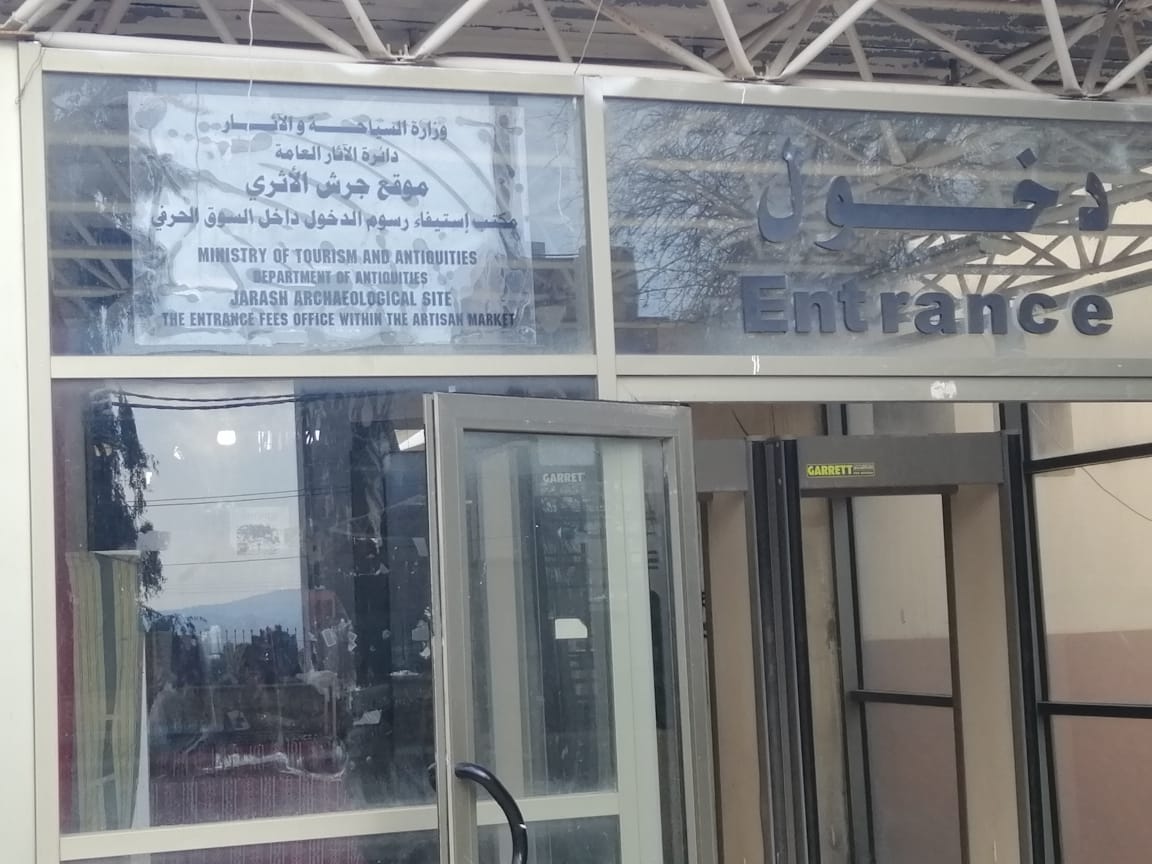 وزارة السياحة والآثار
دائرة الآثار العامة
موقع جرش الأثري
مكتب إستيفاء رسوم الدخول داخل السوق الحرفي
MINISTRY OF TOURISM AND ANTIQUITIES
DEPARTMENT OF ANTIQUITIES
JARASH ARCHAEOLOGICAL SITE
THE ENTRANCE FEES OFFICE WITHIN THE ARTISAN MARKET
دخول
Entrance
GARRETT
GARRET